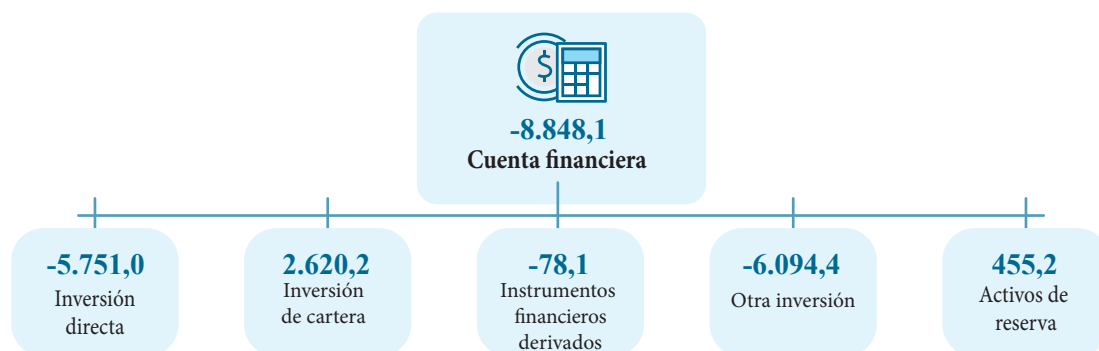 $
-8.848,1
Cuenta financiera
-5.751,0
Inversión
directa
2.620,2
Inversión
de cartera
-78,1
Instrumentos
financieros
derivados
-6.094,4
Otra inversión
455,2
Activos de
reserva